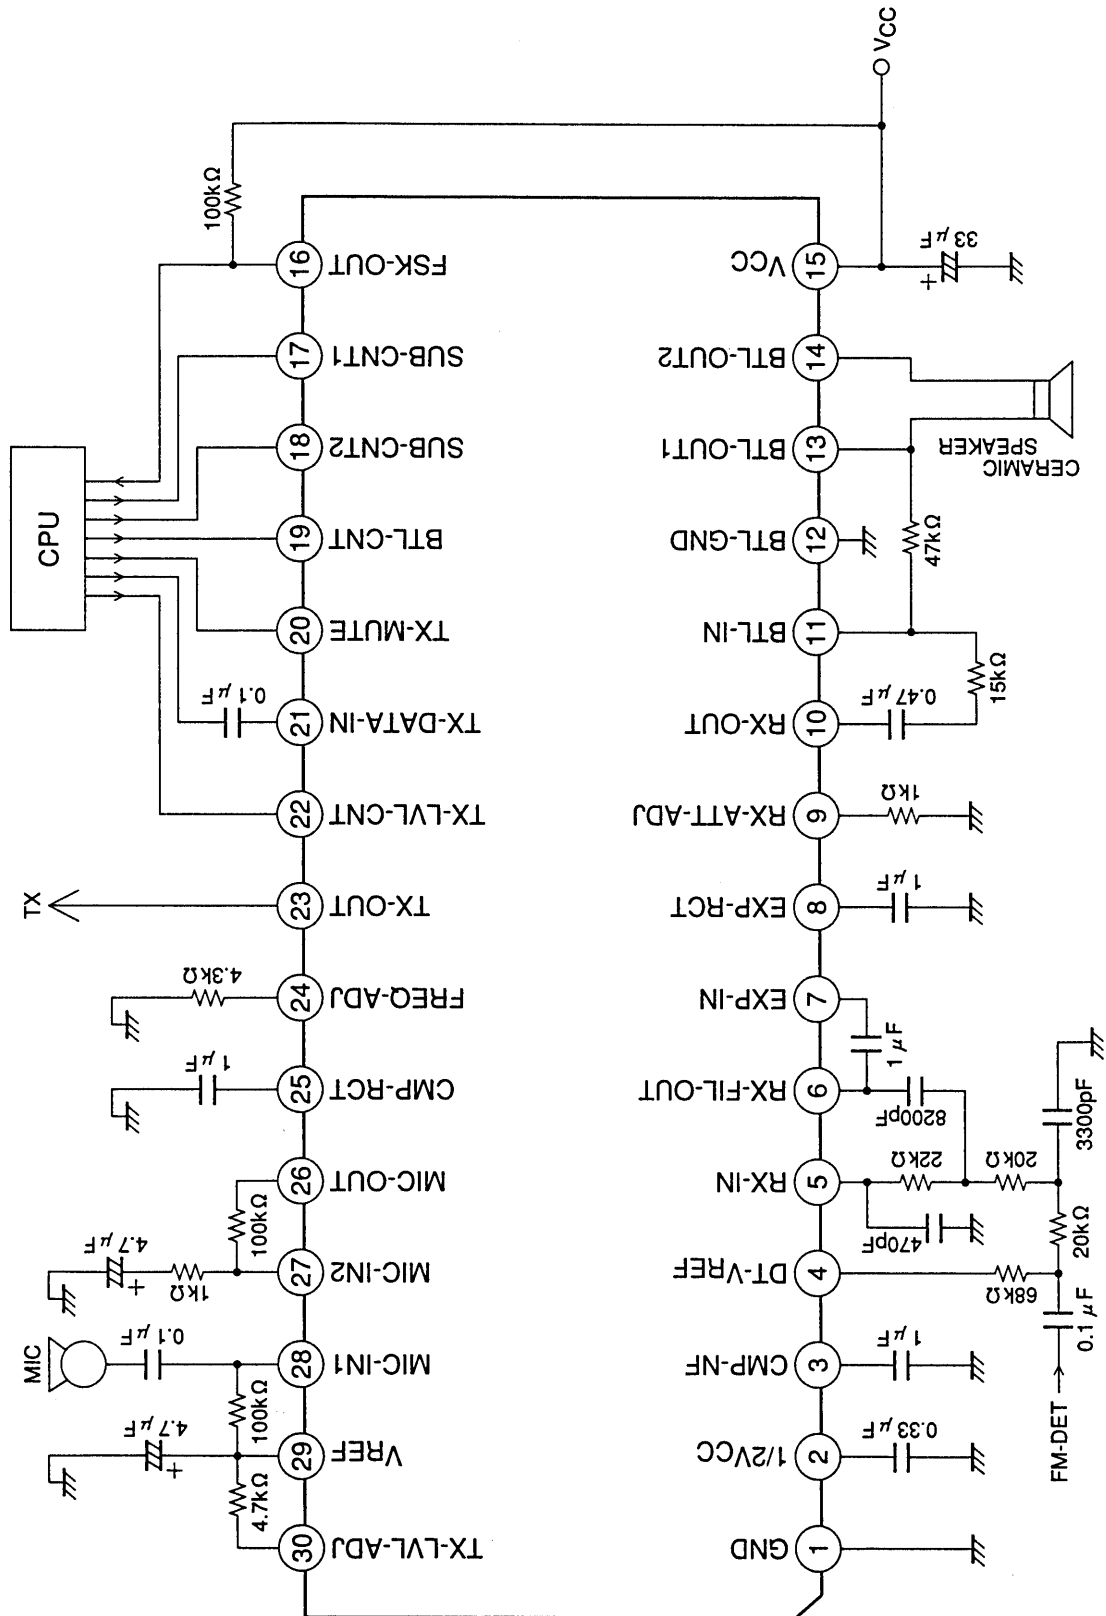 CPU
VCC
100kΩ
TX
4.3kΩ
1μF
4.7μF
1kΩ
100kΩ
MIC
0.1μF
4.7μF
100kΩ
4.7kΩ
0.1μF
30 TX-LVL-ADJ
29 VREF
28 MIC-IN1
27 MIC-IN2
26 MIC-OUT
25 CMP-RCT
24 FREQ-ADJ
23 TX-OUT
22 TX-LVL-CNT
21 TX-DATA-IN
20 TX-MUTE
19 BTL-CNT
18 SUB-CNT2
17 SUB-CNT1
16 FSK-OUT
1 GND
2 1/2VCC
3 CMP-NF
4 DT-VREF
5 RX-IN
6 RX-FIL-OUT
7 EXP-IN
8 EXP-RCT
9 RX-ATT-ADJ
10 RX-OUT
11 BTL-IN
12 BTL-GND
13 BTL-OUT1
14 BTL-OUT2
15 VCC
0.33μF
1μF
68kΩ
470pF
22kΩ
8200pF
20kΩ
1μF
1μF
1kΩ
0.47μF
15kΩ
47kΩ
CERAMIC
SPEAKER
+
33μF
FM-DET
0.1μF
20kΩ
3300pF
+
+